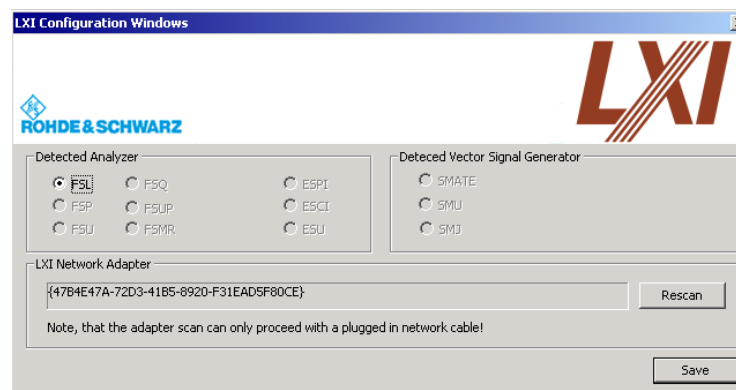 LXI Configuration Windows
LXI
ROHDE & SCHWARZ
Detected Analyzer
FSL FSQ ESPI
FSP FSUP ESCI
FSU FSMR ESU
Deteced Vector Signal Generator
SMATE
SMU
SMJ
LXI Network Adapter
{47B4E47A-72D3-41B5-8920-F31EAD5F80CE}
Rescan
Note, that the adapter scan can only proceed with a plugged in network cable!
Save